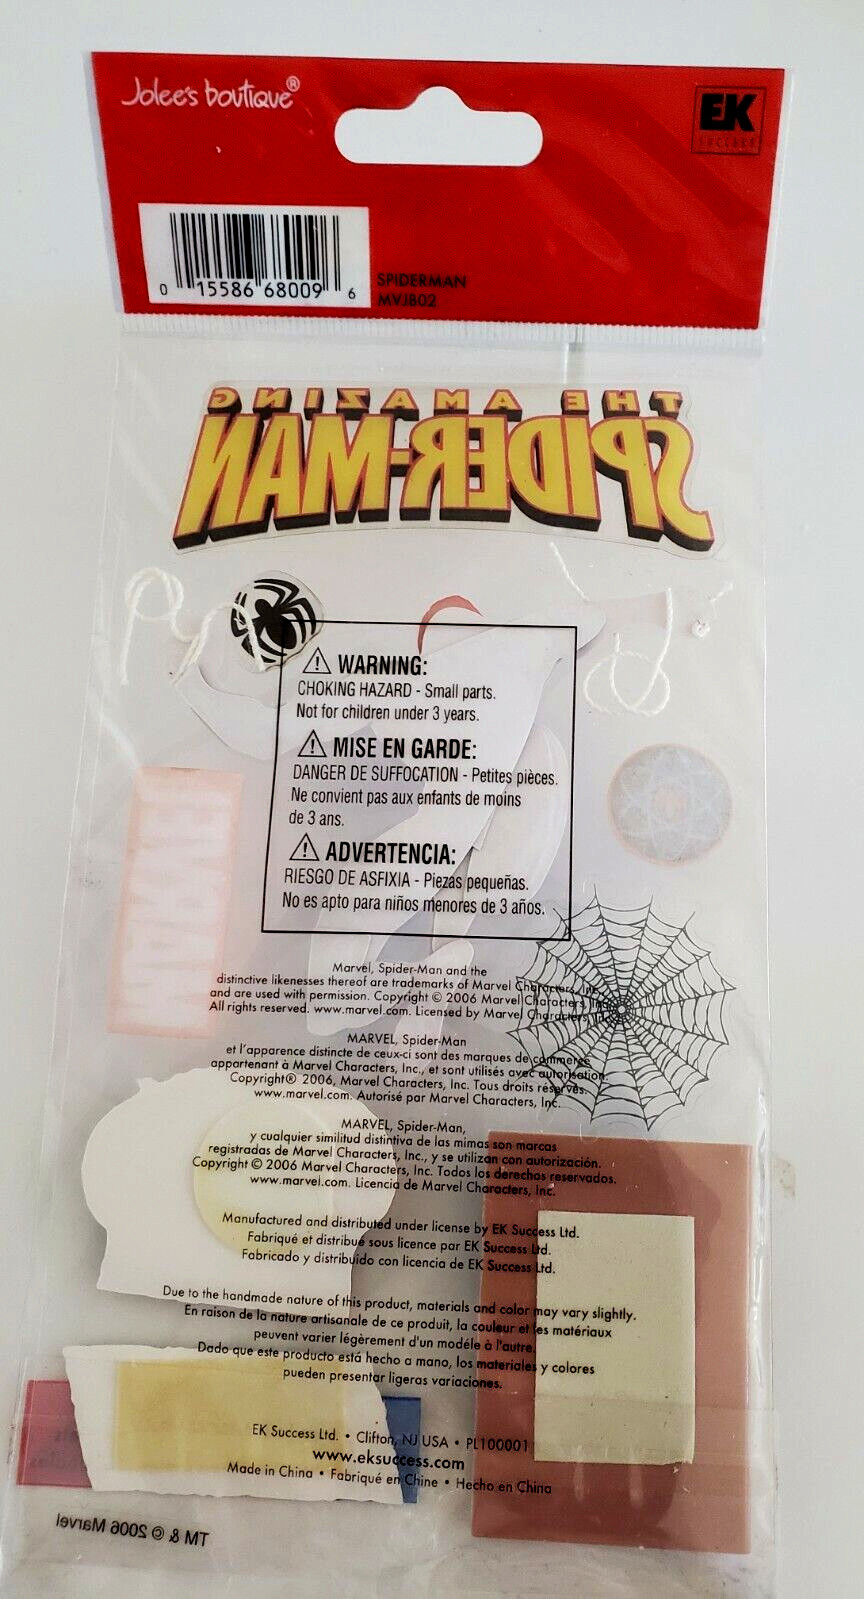 Jolee's boutique®
EK
SUCCESS
0 15586 68009 6
SPIDERMAN
MVJB02
THE AMAZING
SPIDER-MAN
WARNING:
CHOKING HAZARD - Small parts.
Not for children under 3 years.
MISE EN GARDE:
DANGER DE SUFFOCATION - Petites pièces.
Ne convient pas aux enfants de moins
de 3 ans.
ADVERTENCIA:
RIESGO DE ASFIXIA - Piezas pequeñas.
No es apto para niños menores de 3 años.
MARVEL
Marvel, Spider-Man and the
distinctive likenesses thereof are trademarks of Marvel Characters, Inc.
and are used with permission. Copyright © 2006 Marvel Characters, Inc.
All rights reserved. www.marvel.com. Licensed by Marvel Characters, Inc.
MARVEL, Spider-Man
et l'apparence distincte de ceux-ci sont des marques de commerce
appartenant à Marvel Characters, Inc., et sont utilisés avec autorisation.
Copyright® 2006, Marvel Characters, Inc. Tous droits réservés.
www.marvel.com. Autorisé par Marvel Characters, Inc.
MARVEL, Spider-Man,
y cualquier similitud distintiva de las mimas son marcas
registradas de Marvel Characters, Inc., y se utilizan con autorización.
Copyright © 2006 Marvel Characters, Inc. Todos los derechos reservados.
www.marvel.com. Licencia de Marvel Characters, Inc.
Manufactured and distributed under license by EK Success Ltd.
Fabriqué et distribué sous licence par EK Success Ltd.
Fabricado y distribuido con licencia de EK Success Ltd.
Due to the handmade nature of this product, materials and color may vary slightly.
En raison de la nature artisanale de ce produit, la couleur et les matériaux
peuvent varier légèrement d'un modéle à l'autre.
Dado que este producto está hecho a mano, los materiales y colores
pueden presentar ligeras variaciones.
EK Success Ltd. • Clifton, NJ USA • PL100001
www.eksuccess.com
Made in China • Fabriqué en Chine • Hecho en China
TM & © 2006 Marvel